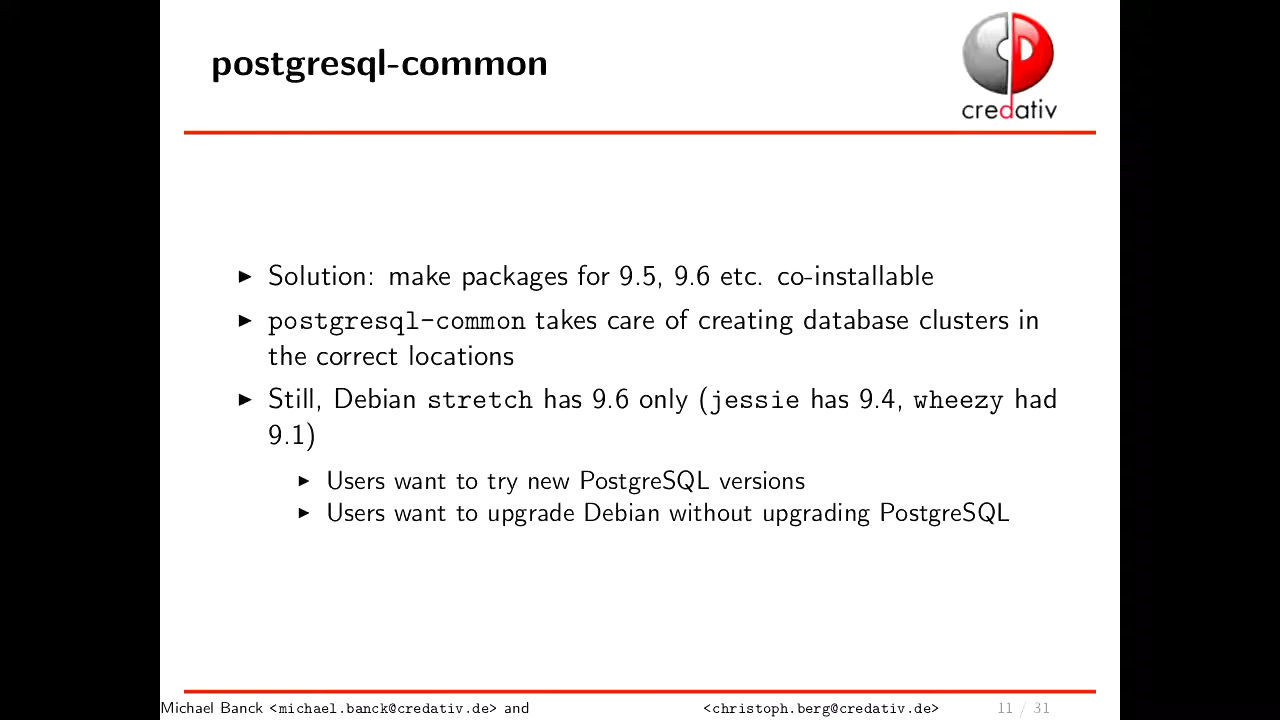 postgresql-common
credativ
▶ Solution: make packages for 9.5, 9.6 etc. co-installable
▶ postgresql-common takes care of creating database clusters in
the correct locations
▶ Still, Debian stretch has 9.6 only (jessie has 9.4, wheezy had
9.1)
▶ Users want to try new PostgreSQL versions
▶ Users want to upgrade Debian without upgrading PostgreSQL
Michael Banck <michael.banck@credativ.de> and <christoph.berg@credativ.de> 11 / 31